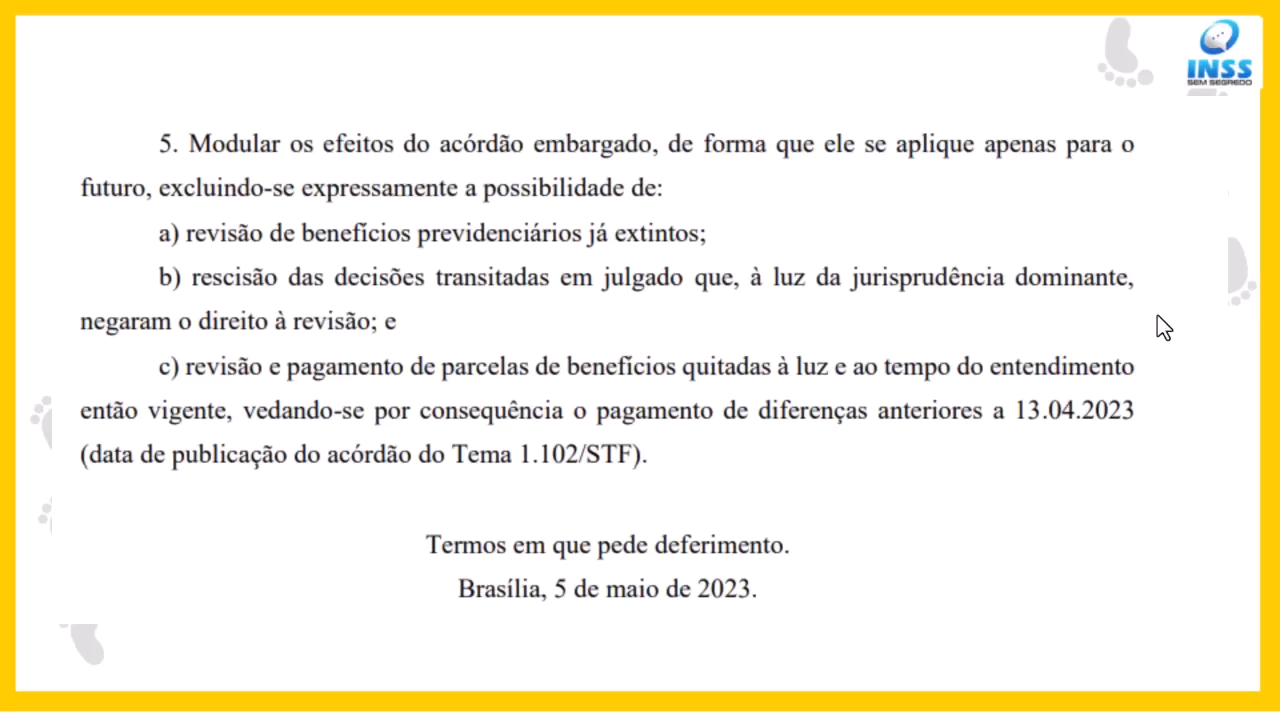 INSS
SEM SEGREDO
5. Modular os efeitos do acórdão embargado, de forma que ele se aplique apenas para o
futuro, excluindo-se expressamente a possibilidade de:
a) revisão de benefícios previdenciários já extintos;
b) rescisão das decisões transitadas em julgado que, à luz da jurisprudência dominante,
negaram o direito à revisão; e
c) revisão e pagamento de parcelas de benefícios quitadas à luz e ao tempo do entendimento
então vigente, vedando-se por consequência o pagamento de diferenças anteriores a 13.04.2023
(data de publicação do acórdão do Tema 1.102/STF).
Termos em que pede deferimento.
Brasília, 5 de maio de 2023.